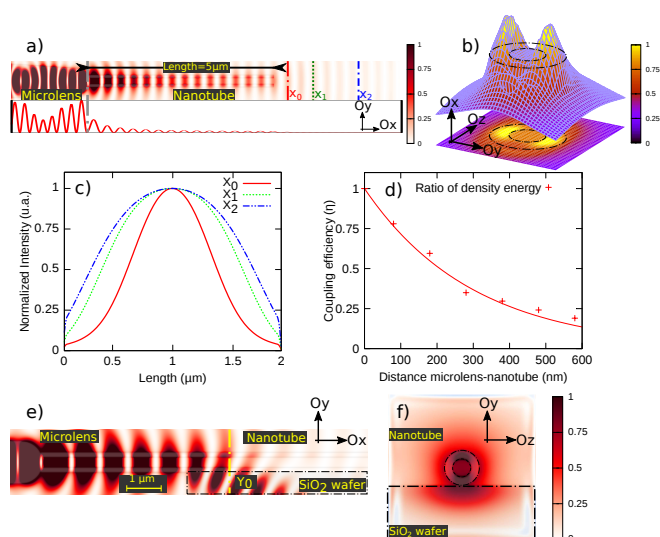 a)
Length=5µm
Microlens
Nanotube
x0
x1
x2
Oy
Ox
1
0.75
0.5
0.25
0
b)
Ox
Oz
Oy
1
0.75
0.5
0.25
0
c)
X0
X1
X2
Normalized Intensity (u.a.)
1
0.75
0.5
0.25
0
0
0.5
1
1.5
2
Length (µm)
d)
Ratio of density energy
Coupling efficiency (η)
1
0.75
0.5
0.25
0
0
100
200
300
400
500
600
Distance microlens-nanotube (nm)
e)
Microlens
Oy
Nanotube
Ox
1 µm
Y0
SiO2 wafer
f)
Oy
Nanotube
Oz
SiO2 wafer
1
0.75
0.5
0.25
0